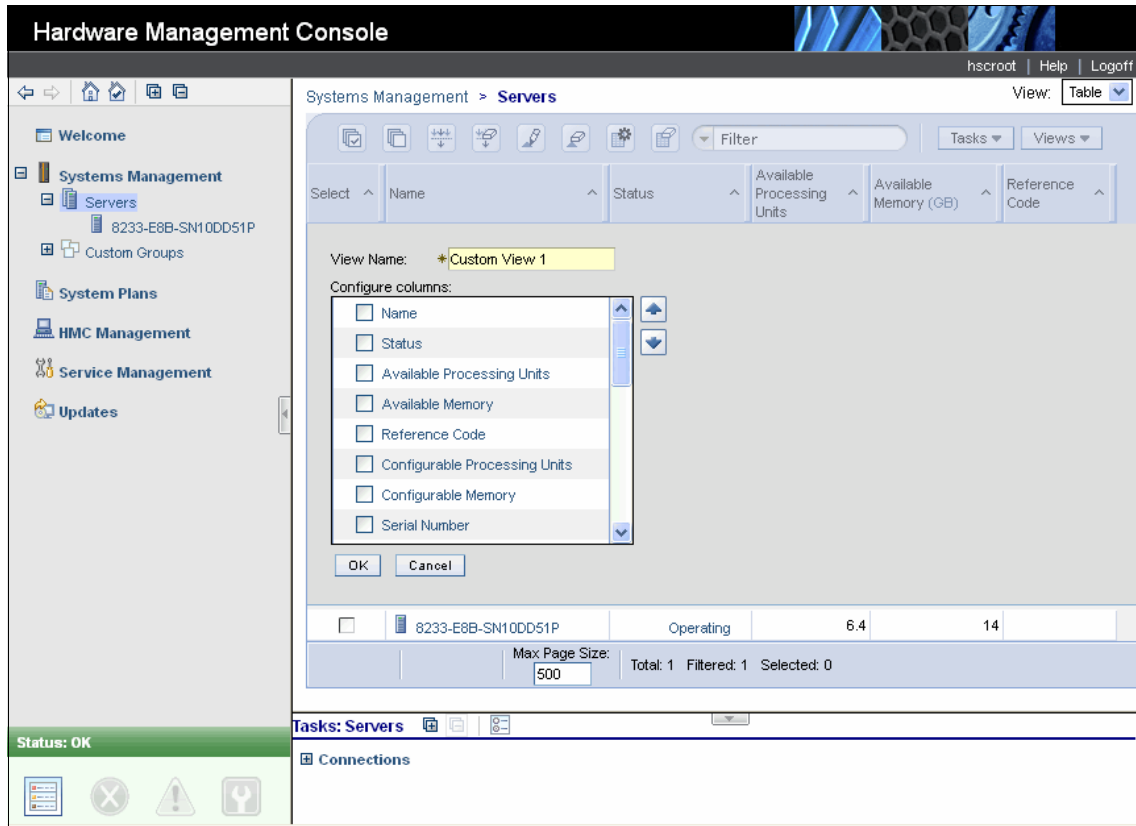 Hardware Management Console
hscroot | Help | Logoff
Systems Management > Servers
View: Table
Welcome
Systems Management
Servers
8233-E8B-SN10DD51P
Custom Groups
System Plans
HMC Management
Service Management
Updates
Filter
Tasks
Views
Select
Name
Status
Available Processing Units
Available Memory (GB)
Reference Code
View Name: *Custom View 1
Configure columns:
Name
Status
Available Processing Units
Available Memory
Reference Code
Configurable Processing Units
Configurable Memory
Serial Number
OK
Cancel
8233-E8B-SN10DD51P Operating 6.4 14
Max Page Size:
500
Total: 1 Filtered: 1 Selected: 0
Tasks: Servers
Connections
Status: OK